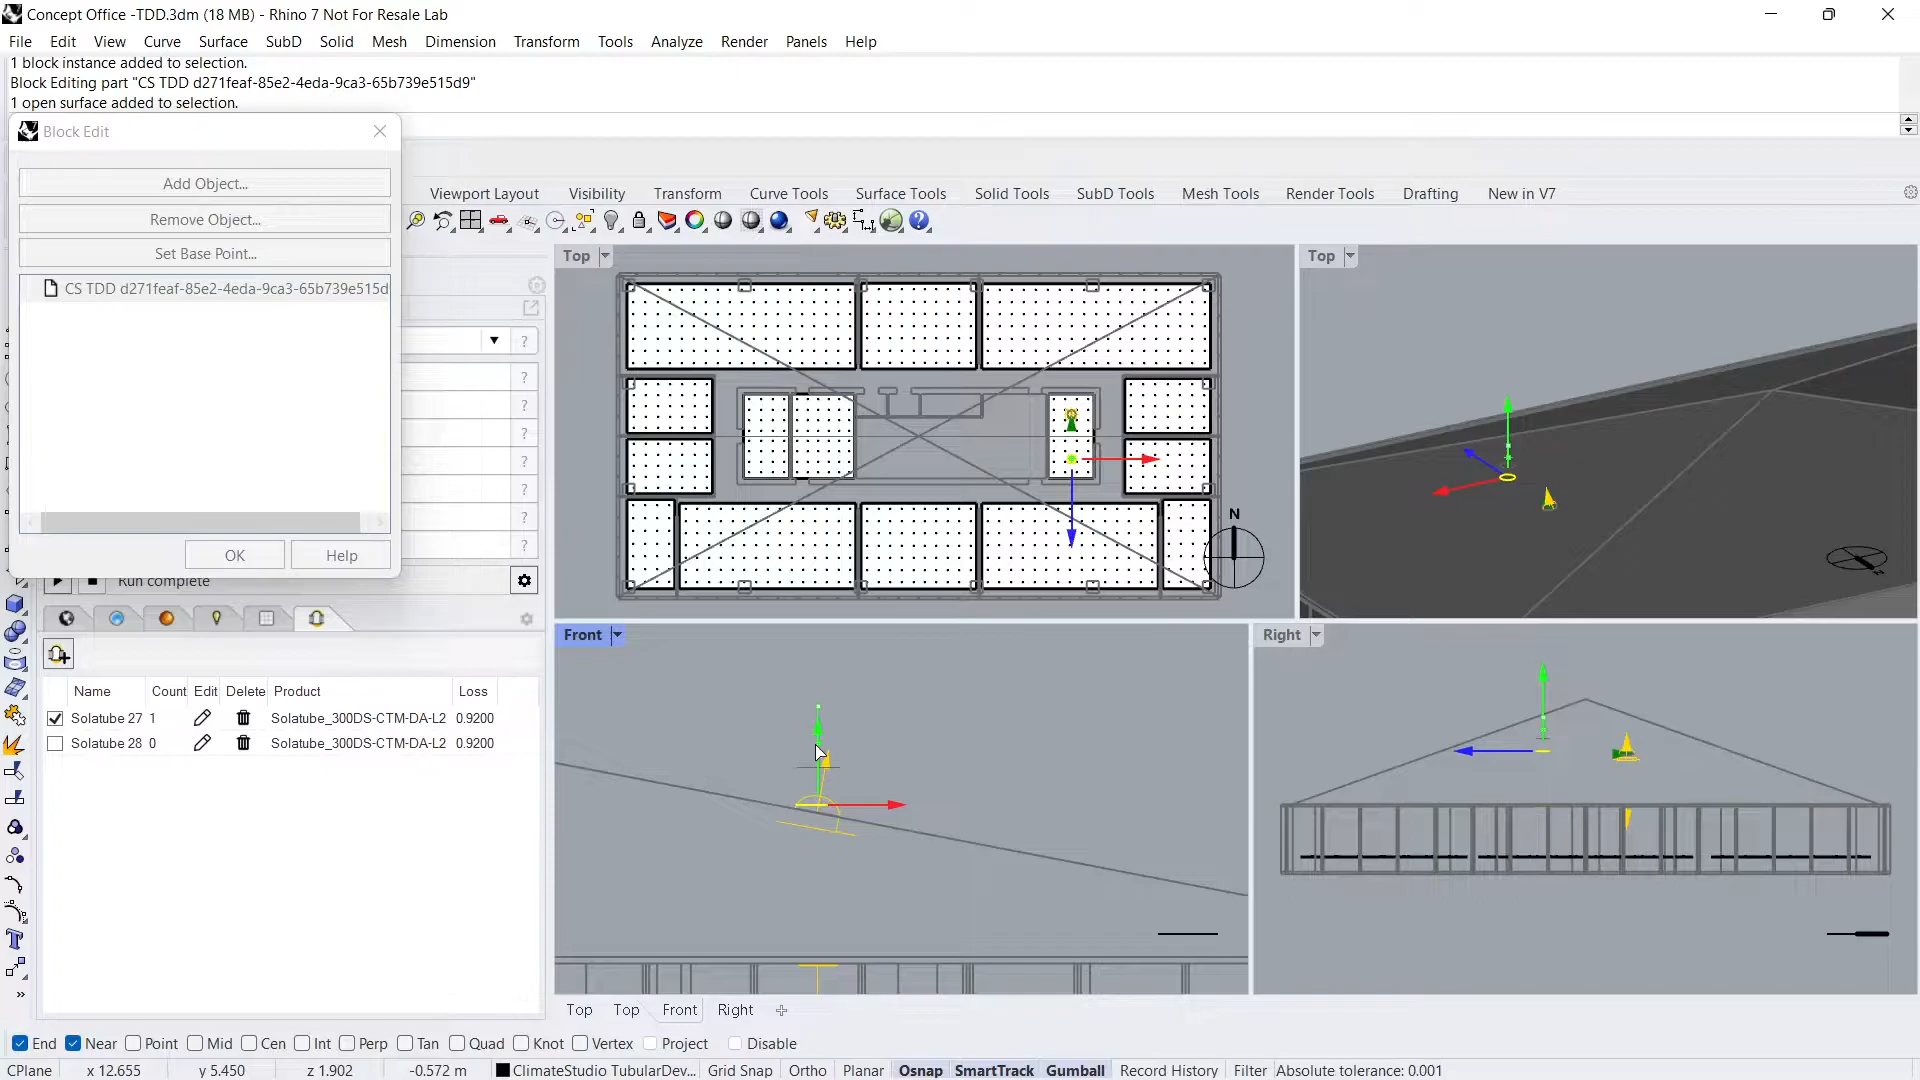 Concept Office -TDD.3dm (18 MB) - Rhino 7 Not For Resale Lab
File Edit View Curve Surface SubD Solid Mesh Dimension Transform Tools Analyze Render Panels Help
1 block instance added to selection.
Block Editing part "CS TDD d271feaf-85e2-4eda-9ca3-65b739e515d9"
1 open surface added to selection.
Block Edit
Add Object...
Remove Object...
Set Base Point...
CS TDD d271feaf-85e2-4eda-9ca3-65b739e515d
OK Help
Viewport Layout Visibility Transform Curve Tools Surface Tools Solid Tools SubD Tools Mesh Tools Render Tools Drafting New in V7
?
?
?
?
?
?
?
?
Run complete
Name Count Edit Delete Product Loss
Solatube 27 1 Solatube_300DS-CTM-DA-L2 0.9200
Solatube 28 0 Solatube_300DS-CTM-DA-L2 0.9200
Top
N
Top
Front
Right
Top Top Front Right
End Near Point Mid Cen Int Perp Tan Quad Knot Vertex Project Disable
CPlane x 12.655 y 5.450 z 1.902 -0.572 m ClimateStudio TubularDev... Grid Snap Ortho Planar Osnap SmartTrack Gumball Record History Filter Absolute tolerance: 0.001